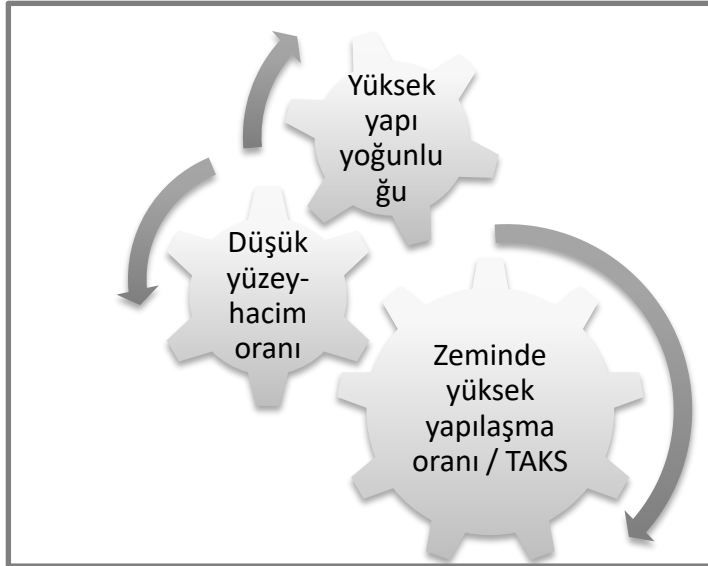 Yüksek
yapı
yoğunlu
ğu
Düşük
yüzey-
hacim
oranı
Zeminde
yüksek
yapılaşma
oranı / TAKS